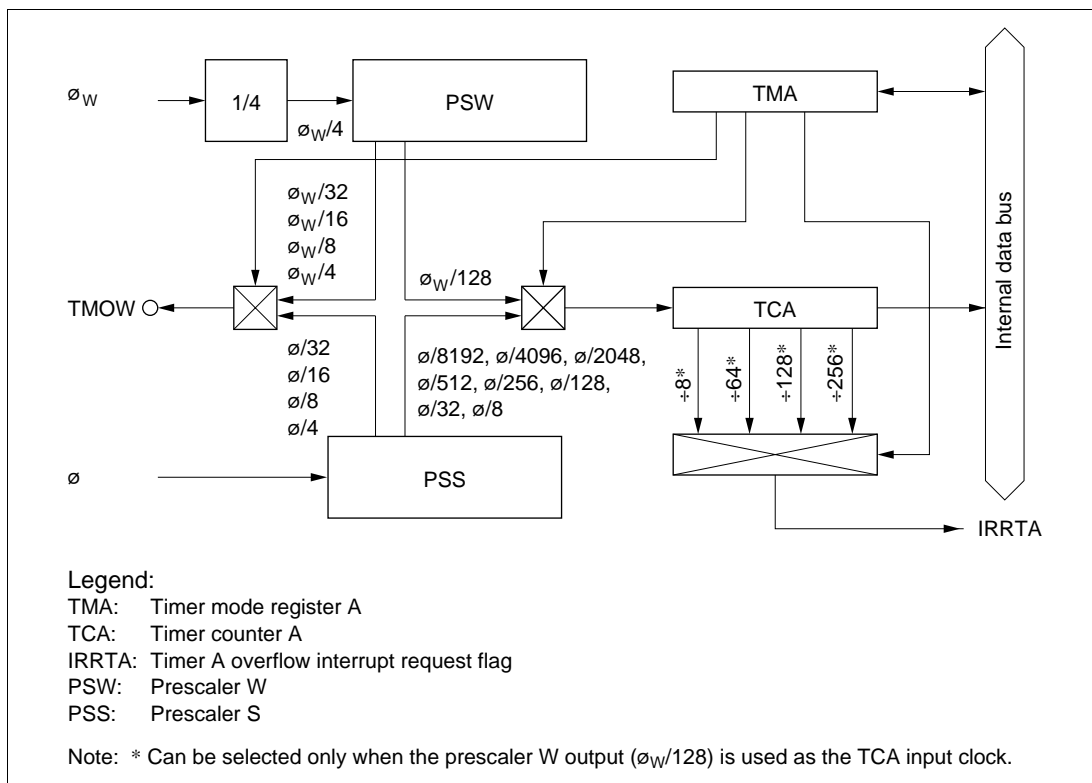 øW
1/4
PSW
TMA
øW/4
øW/32
øW/16
øW/8
øW/4
øW/128
TMOW
TCA
Internal data bus
ø/32
ø/16
ø/8
ø/4
ø/8192, ø/4096, ø/2048,
ø/512, ø/256, ø/128,
ø/32, ø/8
÷8*
÷64*
÷128*
÷256*
ø
PSS
IRRTA
Legend:
TMA: Timer mode register A
TCA: Timer counter A
IRRTA: Timer A overflow interrupt request flag
PSW: Prescaler W
PSS: Prescaler S
Note: * Can be selected only when the prescaler W output (øW/128) is used as the TCA input clock.